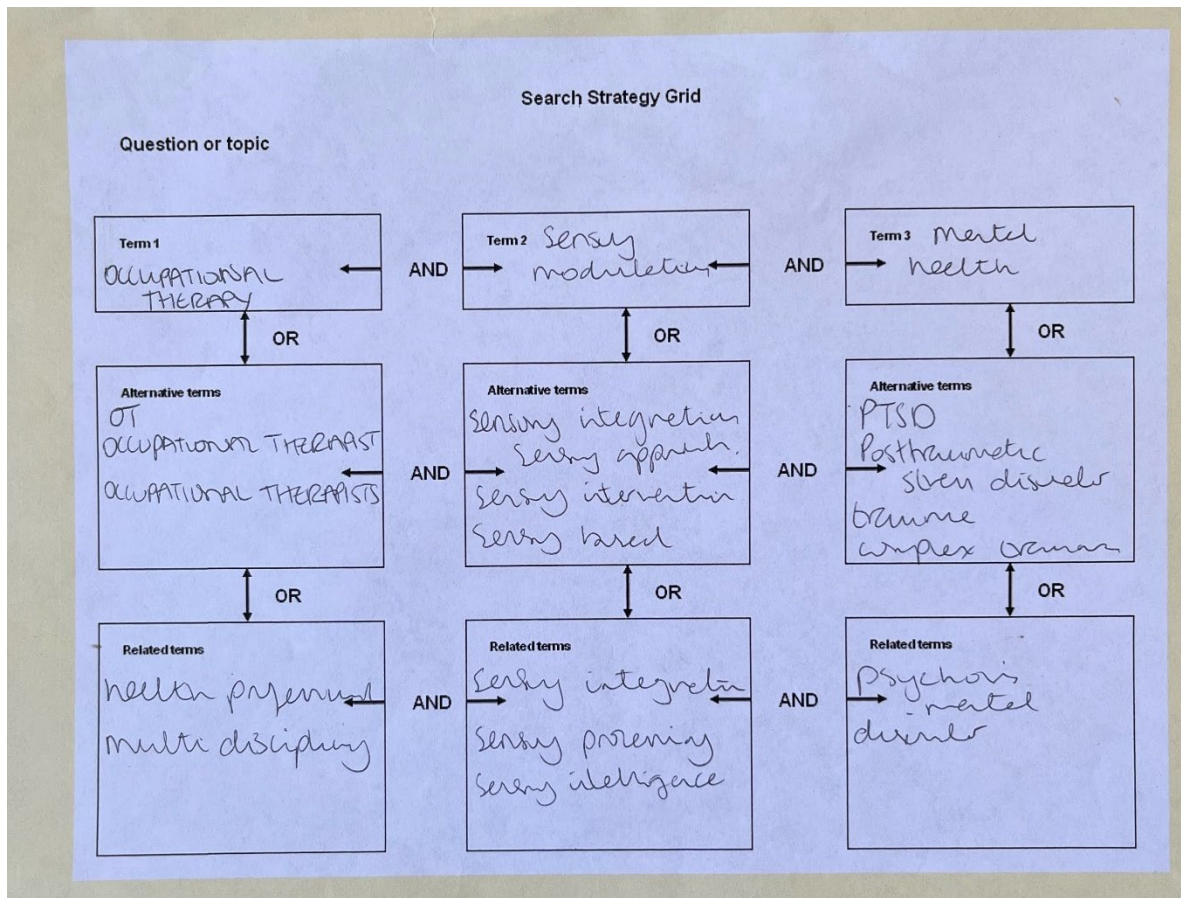 Search Strategy Grid
Question or topic
Term 1
OCCUPATIONAL
THERAPY
AND
Term 2 Sensory
modulation
AND
Term 3 Mental
health
OR
OR
OR
Alternative terms
OT
OCCUPATIONAL THERAPIST
OCCUPATIONAL THERAPISTS
AND
Alternative terms
Sensory integration
Sensory approach.
Sensory intervention
Sensory based
AND
Alternative terms
PTSD
Posttraumatic
stress disorder
trauma
complex trauma
OR
OR
OR
Related terms
health professional
multi disciplinary
AND
Related terms
Sensory integration
Sensory processing
Sensory intelligence
AND
Related terms
psychosis
mental
disorder